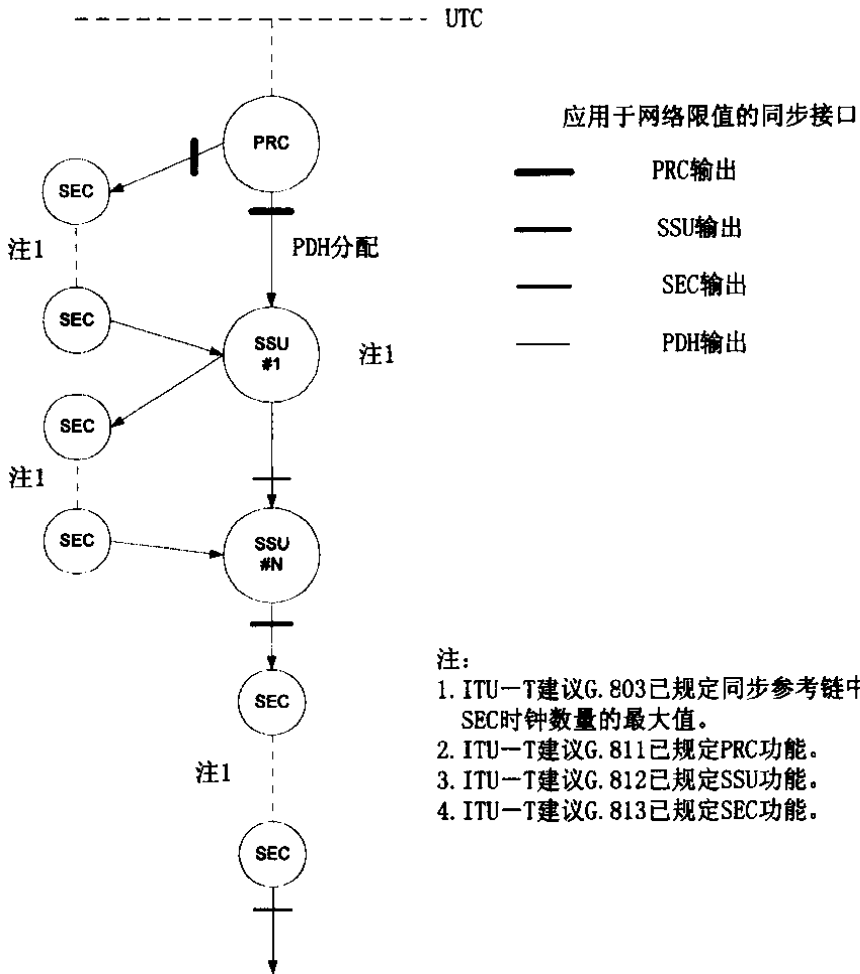 UTC
应用于网络限值的同步接口
PRC
PRC输出
SEC
SSU输出
注1
PDH分配
SEC输出
SEC
SSU
#1
注1
PDH输出
SEC
注1
SEC
SSU
#N
注:
1. ITU-T建议G.803已规定同步参考链中
SEC时钟数量的最大值。
2. ITU-T建议G.811已规定PRC功能。
3. ITU-T建议G.812已规定SSU功能。
4. ITU-T建议G.813已规定SEC功能。
SEC
注1
SEC